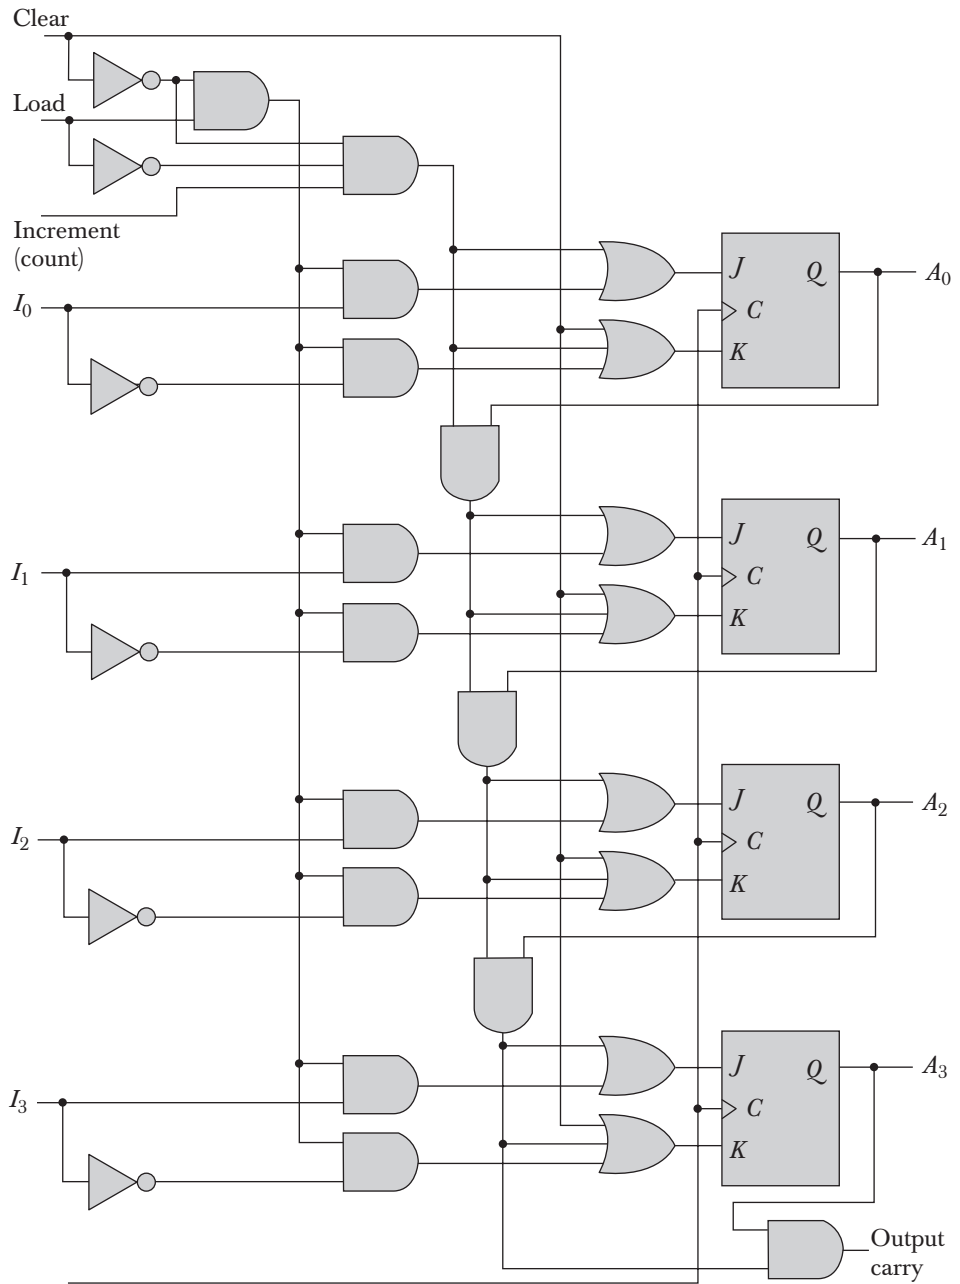 Clear
Load
Increment
(count)
I0
J Q A0
C
K
J Q A1
I1
C
K
J Q A2
I2
C
K
J Q A3
I3
C
K
Output
carry